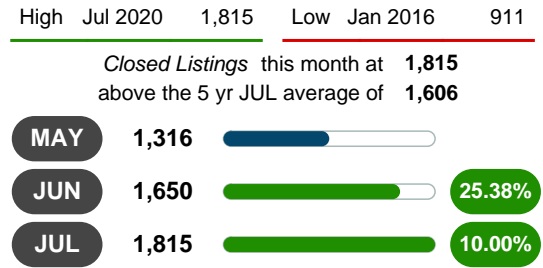 High Jul 2020 1,815 Low Jan 2016 911
Closed Listings this month at 1,815
above the 5 yr JUL average of 1,606
MAY 1,316
JUN 1,650 25.38%
JUL 1,815 10.00%